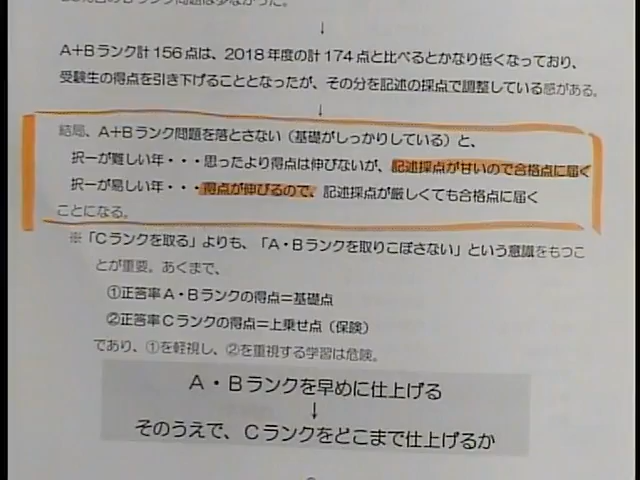 ↓
A+Bランク計156点は、2018年度の計174点と比べるとかなり低くなっており、
受験生の得点を引き下げることとなったが、その分を記述の採点で調整している感がある。
↓
結局、A+Bランク問題を落とさない（基礎がしっかりしている）と、
択一が難しい年・・・思ったより得点は伸びないが、記述採点が甘いので合格点に届く
択一が易しい年・・・得点が伸びるので、記述採点が厳しくても合格点に届く
ことになる。
※「Cランクを取る」よりも、「A・Bランクを取りこぼさない」という意識をもつこ
とが重要。あくまで、
①正答率A・Bランクの得点＝基礎点
②正答率Cランクの得点＝上乗せ点（保険）
であり、①を軽視し、②を重視する学習は危険。
A・Bランクを早めに仕上げる
↓
そのうえで、Cランクをどこまで仕上げるか